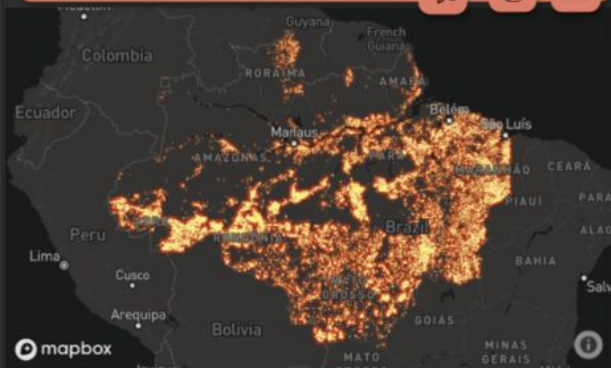 Guyana
French
Guiana
Colombia
RORAIMA
AMAPÁ
Ecuador
Belém
São Luís
Manaus
AMAZONAS
PARÁ
MARANHÃO
CEARÁ
PIAUÍ
Peru
RONDÔNIA
Brazil
Lima
MATO
GROSSO
BAHIA
Cusco
Arequipa
GOIÁS
Bolivia
MINAS
GERAIS
MATO
mapbox